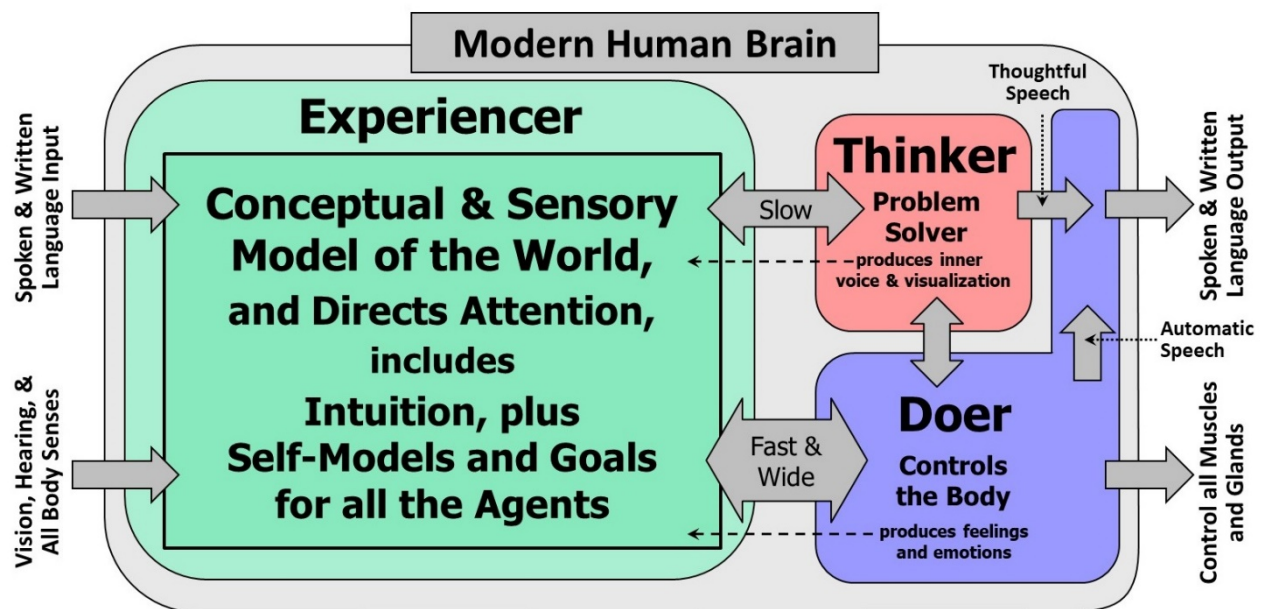 Modern Human Brain
Experiencer
Conceptual & Sensory
Model of the World,
and Directs Attention,
includes
Intuition, plus
Self-Models and Goals
for all the Agents
Spoken & Written
Language Input
Vision, Hearing, &
All Body Senses
Slow
Fast &
Wide
Thinker
Problem
Solver
produces inner
voice & visualization
Doer
Controls
the Body
produces feelings
and emotions
Thoughtful
Speech
Automatic
Speech
Spoken & Written
Language Output
Control all Muscles
and Glands